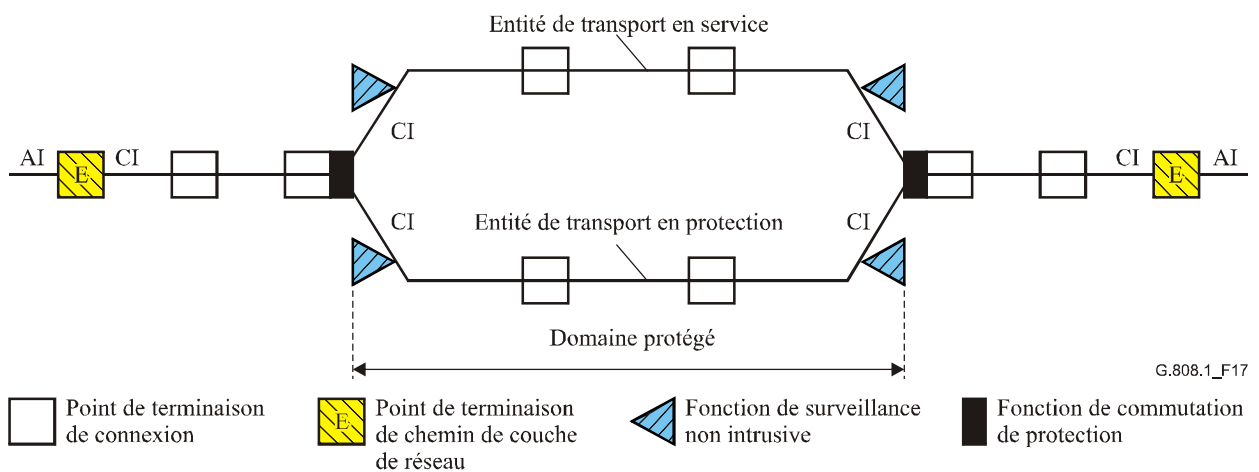 Entité de transport en service
CI
CI
AI
E
CI
CI
E
AI
CI
Entité de transport en protection
CI
Domaine protégé
G.808.1_F17
Point de terminaison
de connexion
E
Point de terminaison
de chemin de couche
de réseau
Fonction de surveillance
non intrusive
Fonction de commutation
de protection